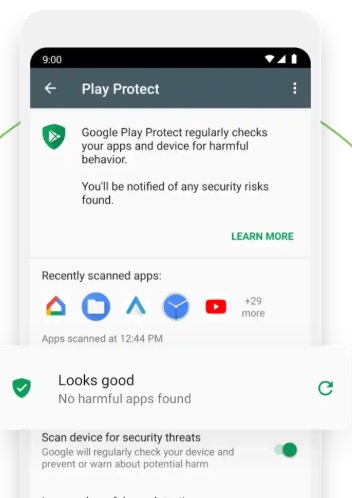 9:00
Play Protect
Google Play Protect regularly checks
your apps and device for harmful
behavior.
You'll be notified of any security risks
found.
LEARN MORE
Recently scanned apps:
+29
more
Apps scanned at 12:44 PM
Looks good
No harmful apps found
Scan device for security threats
Google will regularly check your device and
prevent or warn about potential harm